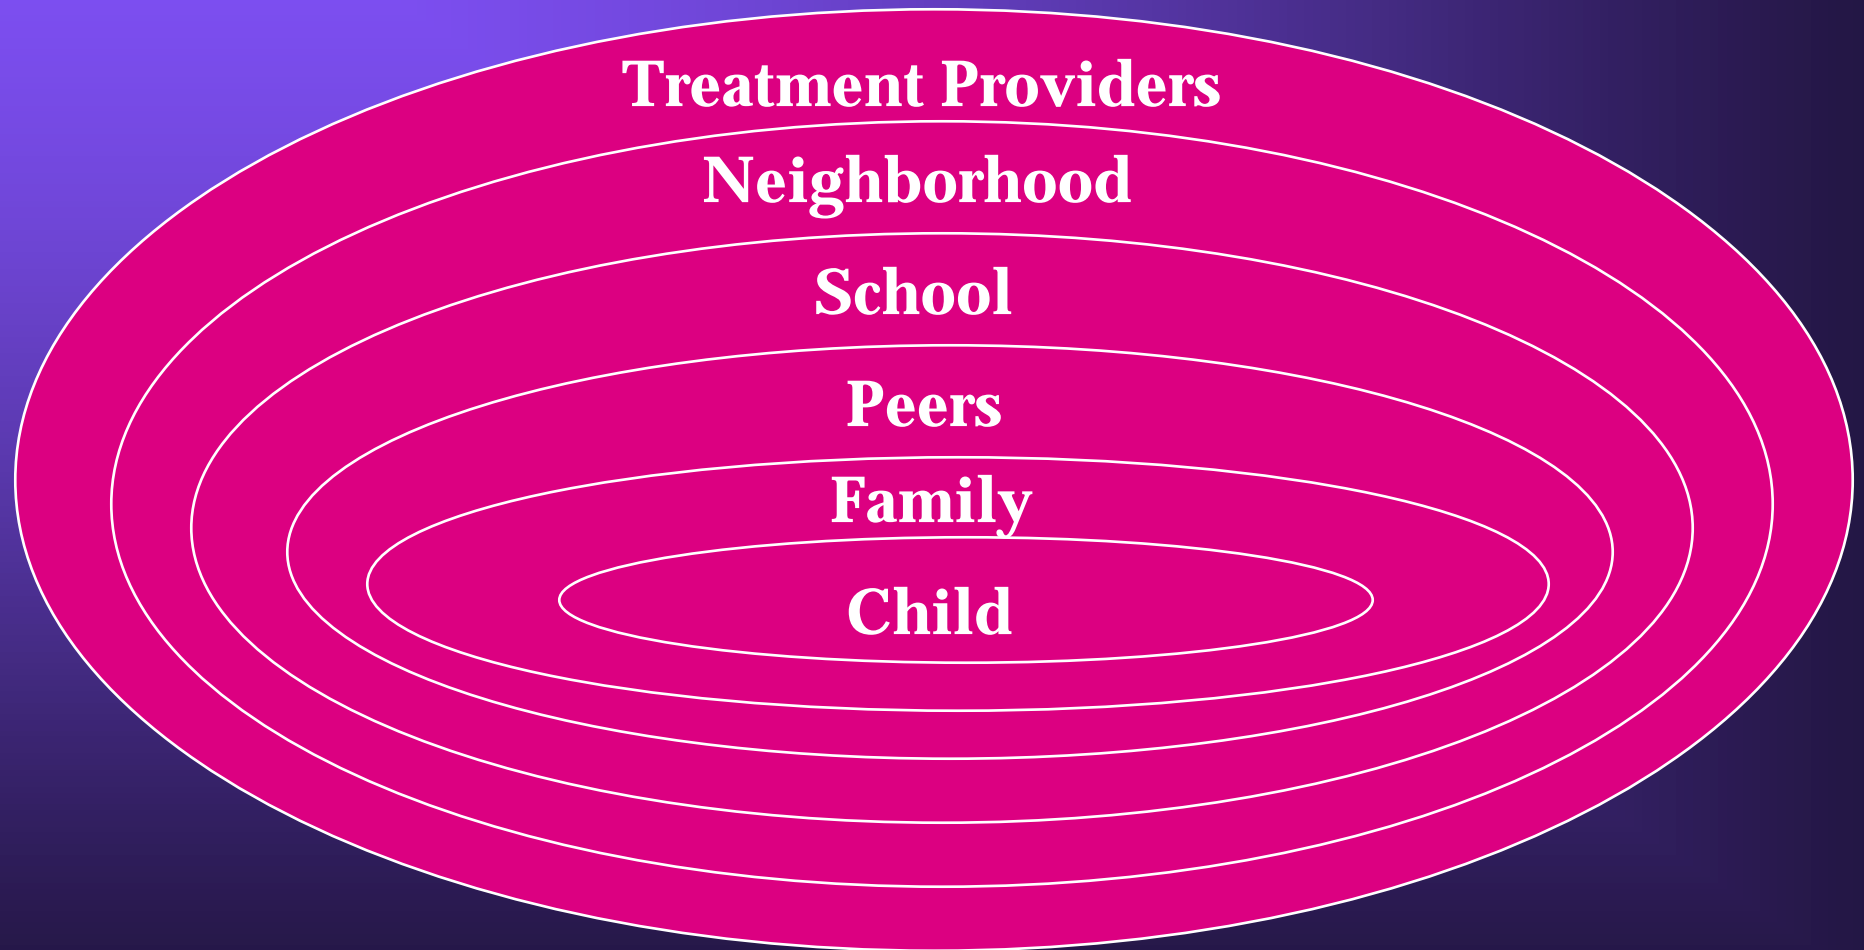 Treatment Providers
Neighborhood
School
Peers
Family
Child